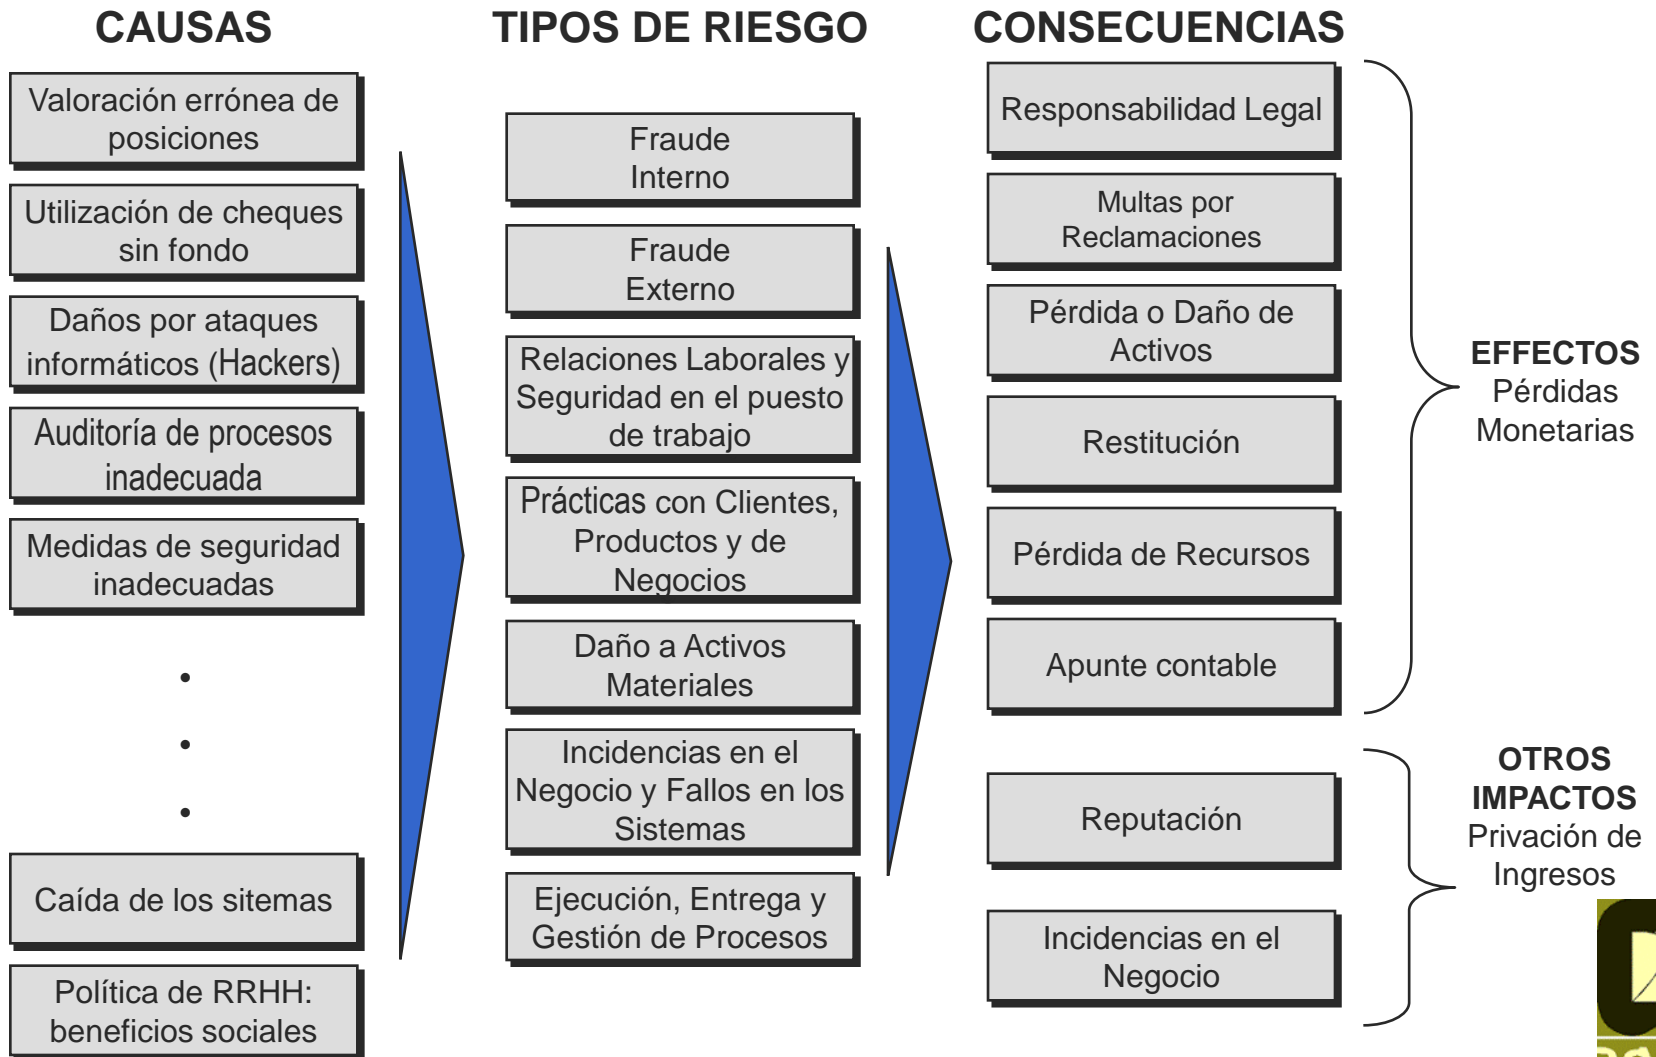 CAUSAS
Valoración errónea de
posiciones
Utilización de cheques
sin fondo
Daños por ataques
informáticos (Hackers)
Auditoría de procesos
inadecuada
Medidas de seguridad
inadecuadas
.
.
.
Caída de los sitemas
Política de RRHH:
beneficios sociales
TIPOS DE RIESGO
Fraude
Interno
Fraude
Externo
Relaciones Laborales y
Seguridad en el puesto
de trabajo
Prácticas con Clientes,
Productos y de
Negocios
Daño a Activos
Materiales
Incidencias en el
Negocio y Fallos en los
Sistemas
Ejecución, Entrega y
Gestión de Procesos
CONSECUENCIAS
Responsabilidad Legal
Multas por
Reclamaciones
Pérdida o Daño de
Activos
Restitución
Pérdida de Recursos
Apunte contable
Reputación
Incidencias en el
Negocio
EFFECTOS
Pérdidas
Monetarias
OTROS
IMPACTOS
Privación de
Ingresos